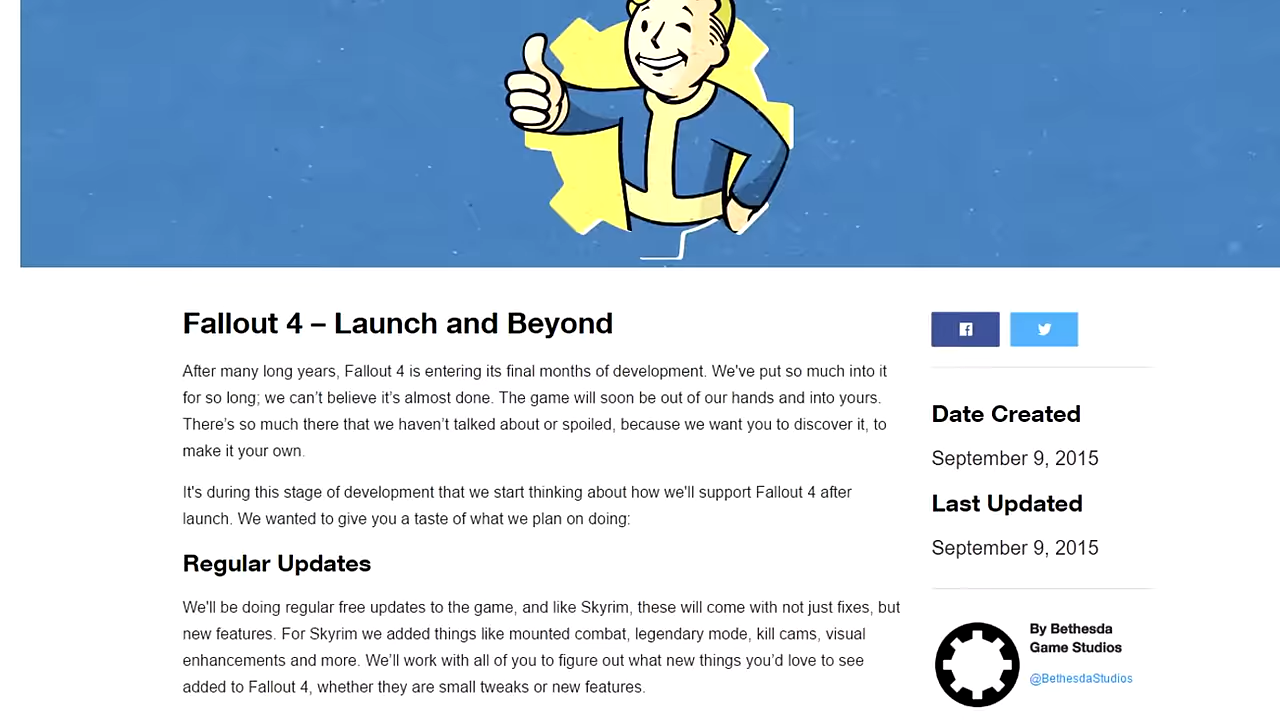 Fallout 4 – Launch and Beyond
After many long years, Fallout 4 is entering its final months of development. We've put so much into it
for so long; we can’t believe it’s almost done. The game will soon be out of our hands and into yours.
There’s so much there that we haven’t talked about or spoiled, because we want you to discover it, to
make it your own.
It's during this stage of development that we start thinking about how we'll support Fallout 4 after
launch. We wanted to give you a taste of what we plan on doing:
Regular Updates
We'll be doing regular free updates to the game, and like Skyrim, these will come with not just fixes, but
new features. For Skyrim we added things like mounted combat, legendary mode, kill cams, visual
enhancements and more. We’ll work with all of you to figure out what new things you’d love to see
added to Fallout 4, whether they are small tweaks or new features.
Date Created
September 9, 2015
Last Updated
September 9, 2015
By Bethesda
Game Studios
@BethesdaStudios